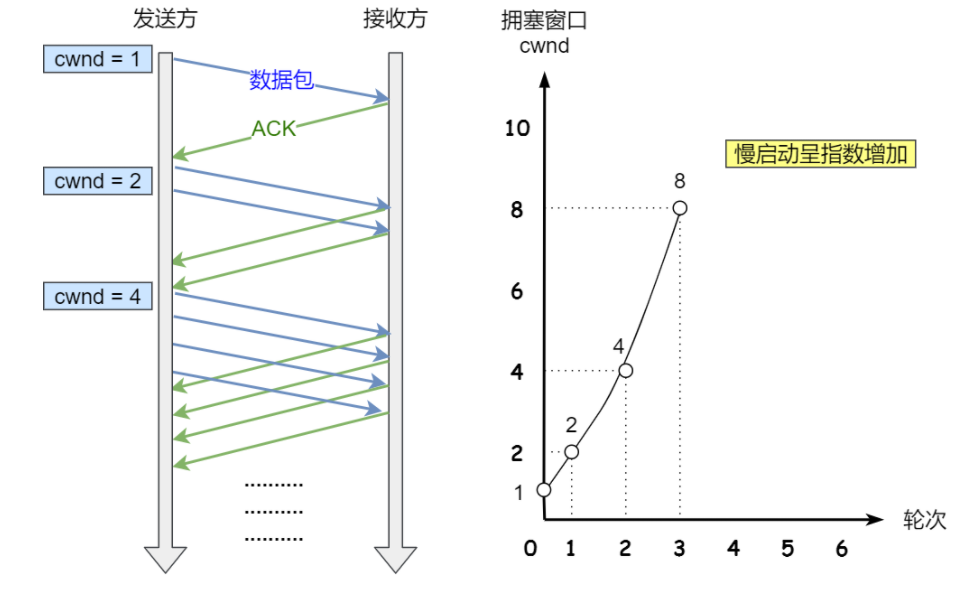 发送方
接收方
cwnd = 1
数据包
ACK
cwnd = 2
cwnd = 4
..........
..........
..........
拥塞窗口
cwnd
慢启动呈指数增加
10
8
6
4
2
1
8
4
2
轮次
0 1 2 3 4 5 6